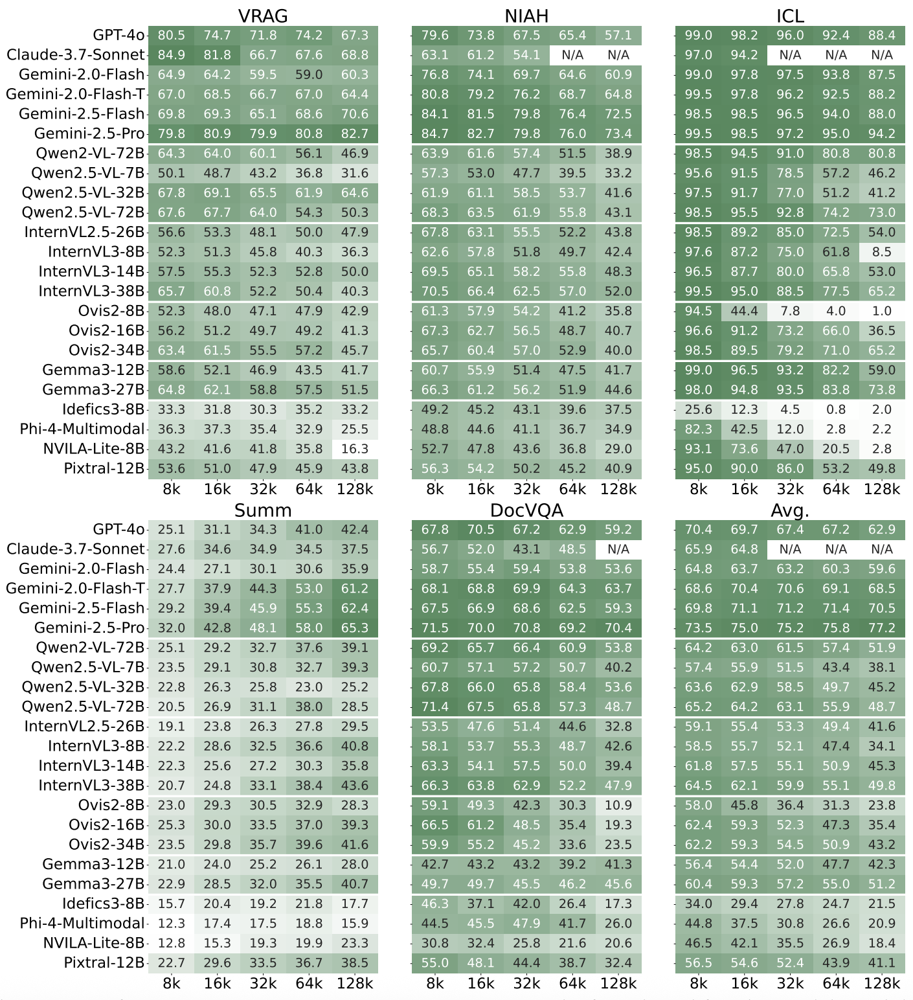 VRAG NIAH ICL
GPT-4o 80.5 74.7 71.8 74.2 67.3 79.6 73.8 67.5 65.4 57.1 99.0 98.2 96.0 92.4 88.4
Claude-3.7-Sonnet 84.9 81.8 66.7 67.6 68.8 63.1 61.2 54.1 N/A N/A 97.0 94.2 N/A N/A N/A
Gemini-2.0-Flash 64.9 64.2 59.5 59.0 60.3 76.8 74.1 69.7 64.6 60.9 99.0 97.8 97.5 93.8 87.5
Gemini-2.0-Flash-T 67.0 68.5 66.7 67.0 64.4 80.8 79.2 76.2 68.7 64.8 99.5 97.8 96.2 92.5 88.2
Gemini-2.5-Flash 69.8 69.3 65.1 68.6 70.6 84.1 81.5 79.8 76.4 72.5 98.5 98.5 96.5 94.0 88.0
Gemini-2.5-Pro 79.8 80.9 79.9 80.8 82.7 84.7 82.7 79.8 76.0 73.4 99.5 98.5 97.2 95.0 94.2
Qwen2-VL-72B 64.3 64.0 60.1 56.1 46.9 63.9 61.6 57.4 51.5 38.9 98.5 94.5 91.0 80.8 80.8
Qwen2.5-VL-7B 50.1 48.7 43.2 36.8 31.6 57.3 53.0 47.7 39.5 33.2 95.6 91.5 78.5 57.2 46.2
Qwen2.5-VL-32B 67.8 69.1 65.5 61.9 64.6 61.9 61.1 58.5 53.7 41.6 97.5 91.7 77.0 51.2 41.2
Qwen2.5-VL-72B 67.6 67.7 64.0 54.3 50.3 68.3 63.5 61.9 55.8 43.1 98.5 95.5 92.8 74.2 73.0
InternVL2.5-26B 56.6 53.3 48.1 50.0 47.9 67.8 63.1 55.5 52.2 43.8 98.5 89.2 85.0 72.5 54.0
InternVL3-8B 52.3 51.3 45.8 40.3 36.3 62.6 57.8 51.8 49.7 42.4 97.6 87.2 75.0 61.8 8.5
InternVL3-14B 57.5 55.3 52.3 52.8 50.0 69.5 65.1 58.2 55.8 48.3 96.5 87.7 80.0 65.8 53.0
InternVL3-38B 65.7 60.8 52.2 50.4 40.3 70.5 66.4 62.5 57.0 52.0 99.5 95.0 88.5 77.5 65.2
Ovis2-8B 52.3 48.0 47.1 47.9 42.9 61.3 57.9 54.2 41.2 35.8 94.5 44.4 7.8 4.0 1.0
Ovis2-16B 56.2 51.2 49.7 49.2 41.3 67.3 62.7 56.5 48.7 40.7 96.6 91.2 73.2 66.0 36.5
Ovis2-34B 63.4 61.5 55.5 57.2 45.7 65.7 60.4 57.0 52.9 40.0 98.5 89.5 79.2 71.0 65.2
Gemma3-12B 58.6 52.1 46.9 43.5 41.7 60.7 55.9 51.4 47.5 41.7 99.0 96.5 93.2 82.2 59.0
Gemma3-27B 64.8 62.1 58.8 57.5 51.5 66.3 61.2 56.2 51.9 44.6 98.0 94.8 93.5 83.8 73.8
Idefics3-8B 33.3 31.8 30.3 35.2 33.2 49.2 45.2 43.1 39.6 37.5 25.6 12.3 4.5 0.8 2.0
Phi-4-Multimodal 36.3 37.3 35.4 32.9 25.5 48.8 44.6 41.1 36.7 34.9 82.3 42.5 12.0 2.8 2.2
NVILA-Lite-8B 43.2 41.6 41.8 35.8 16.3 52.7 47.8 43.6 36.8 29.0 93.1 73.6 47.0 20.5 2.8
Pixtral-12B 53.6 51.0 47.9 45.9 43.8 56.3 54.2 50.2 45.2 40.9 95.0 90.0 86.0 53.2 49.8
8k 16k 32k 64k 128k 8k 16k 32k 64k 128k 8k 16k 32k 64k 128k
Summ DocVQA Avg.
GPT-4o 25.1 31.1 34.3 41.0 42.4 67.8 70.5 67.2 62.9 59.2 70.4 69.7 67.4 67.2 62.9
Claude-3.7-Sonnet 27.6 34.6 34.9 34.5 37.5 56.7 52.0 43.1 48.5 N/A 65.9 64.8 N/A N/A N/A
Gemini-2.0-Flash 24.4 27.1 30.1 30.6 35.9 58.7 55.4 59.4 53.8 53.6 64.8 63.7 63.2 60.3 59.6
Gemini-2.0-Flash-T 27.7 37.9 44.3 53.0 61.2 68.1 68.8 69.9 64.3 63.7 68.6 70.4 70.6 69.1 68.5
Gemini-2.5-Flash 29.2 39.4 45.9 55.3 62.4 67.5 66.9 68.6 62.5 59.3 69.8 71.1 71.2 71.4 70.5
Gemini-2.5-Pro 32.0 42.8 48.1 58.0 65.3 71.5 70.0 70.8 69.2 70.4 73.5 75.0 75.2 75.8 77.2
Qwen2-VL-72B 25.1 29.2 32.7 37.6 39.1 69.2 65.7 66.4 60.9 53.8 64.2 63.0 61.5 57.4 51.9
Qwen2.5-VL-7B 23.5 29.1 30.8 32.7 39.3 60.7 57.1 57.2 50.7 40.2 57.4 55.9 51.5 43.4 38.1
Qwen2.5-VL-32B 22.8 26.3 25.8 23.0 25.2 67.8 66.0 65.8 58.4 53.6 63.6 62.9 58.5 49.7 45.2
Qwen2.5-VL-72B 20.5 26.9 31.1 38.0 28.5 71.4 67.5 65.8 57.3 48.7 65.2 64.2 63.1 55.9 48.7
InternVL2.5-26B 19.1 23.8 26.3 27.8 29.5 53.5 47.6 51.4 44.6 32.8 59.1 55.4 53.3 49.4 41.6
InternVL3-8B 22.2 28.6 32.5 36.6 40.8 58.1 53.7 55.3 48.7 42.6 58.5 55.7 52.1 47.4 34.1
InternVL3-14B 22.3 25.6 27.2 30.3 35.8 63.3 54.1 57.5 50.0 39.4 61.8 57.5 55.1 50.9 45.3
InternVL3-38B 20.7 24.8 33.1 38.4 43.6 66.3 63.8 62.9 52.2 47.9 64.5 62.1 59.9 55.1 49.8
Ovis2-8B 23.0 29.3 30.5 32.9 28.3 59.1 49.3 42.3 30.3 10.9 58.0 45.8 36.4 31.3 23.8
Ovis2-16B 25.3 30.0 33.5 37.0 39.3 66.5 61.2 48.5 35.4 19.3 62.4 59.3 52.3 47.3 35.4
Ovis2-34B 23.5 29.8 35.7 39.6 41.6 59.9 55.2 45.2 33.6 23.5 62.2 59.3 54.5 50.9 43.2
Gemma3-12B 21.0 24.0 25.2 26.1 28.0 42.7 43.2 43.2 39.2 41.3 56.4 54.4 52.0 47.7 42.3
Gemma3-27B 22.9 28.5 32.0 35.5 40.7 49.7 49.7 45.5 46.2 45.6 60.4 59.3 57.2 55.0 51.2
Idefics3-8B 15.7 20.4 19.2 21.8 17.7 46.3 37.1 42.0 26.4 17.3 34.0 29.4 27.8 24.7 21.5
Phi-4-Multimodal 12.3 17.4 17.5 18.8 15.9 44.5 45.5 47.9 41.7 26.0 44.8 37.5 30.8 26.6 20.9
NVILA-Lite-8B 12.8 15.3 19.3 19.9 23.3 30.8 32.4 25.8 21.6 20.6 46.5 42.1 35.5 26.9 18.4
Pixtral-12B 22.7 29.6 33.5 36.7 38.5 55.0 48.1 44.4 38.7 32.4 56.5 54.6 52.4 43.9 41.1
8k 16k 32k 64k 128k 8k 16k 32k 64k 128k 8k 16k 32k 64k 128k